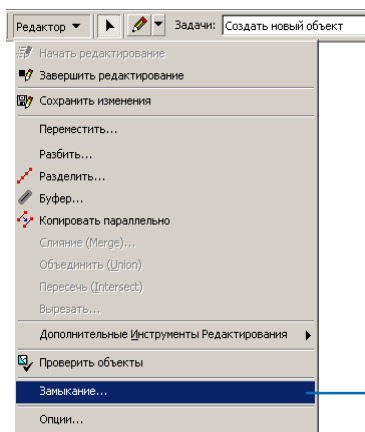 Редактор Задачи: Создать новый объект
Начать редактирование
Завершить редактирование
Сохранить изменения
Переместить...
Разбить...
Разделить...
Буфер...
Копировать параллельно
Слияние (Merge)...
Объединить (Union)
Пересечь (Intersect)
Вырезать...
Дополнительные Инструменты Редактирования
Проверить объекты
Замыкание...
Опции...